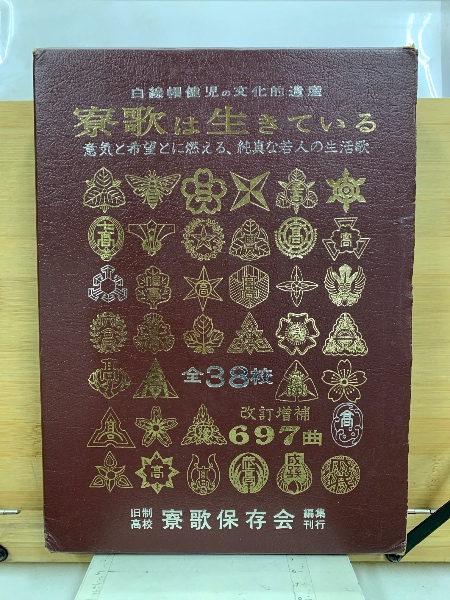 白線帽健児の文化的遺産
寮歌は生きている
意気と希望とに燃える、純真な若人の生活歌
全38校
改訂増補
697曲
旧制高校 寮歌保存会 編集刊行